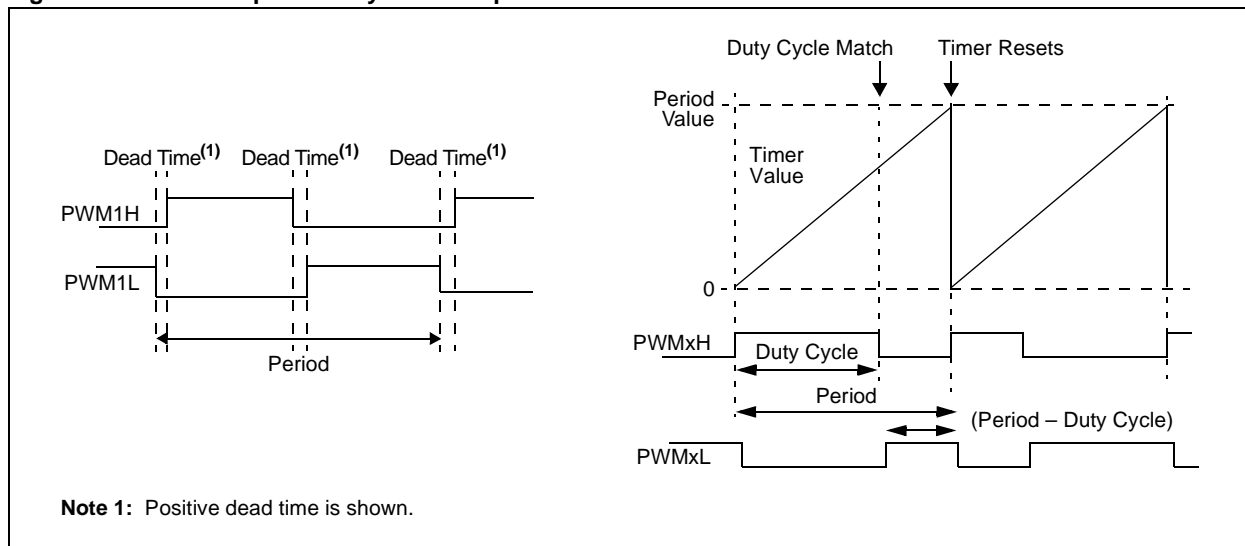 Dead Time(1) Dead Time(1) Dead Time(1)
PWM1H
PWM1L
Period
Note 1: Positive dead time is shown.
Duty Cycle Match Timer Resets
Period
Value
Timer
Value
0
PWMxH
Duty Cycle
Period
(Period – Duty Cycle)
PWMxL